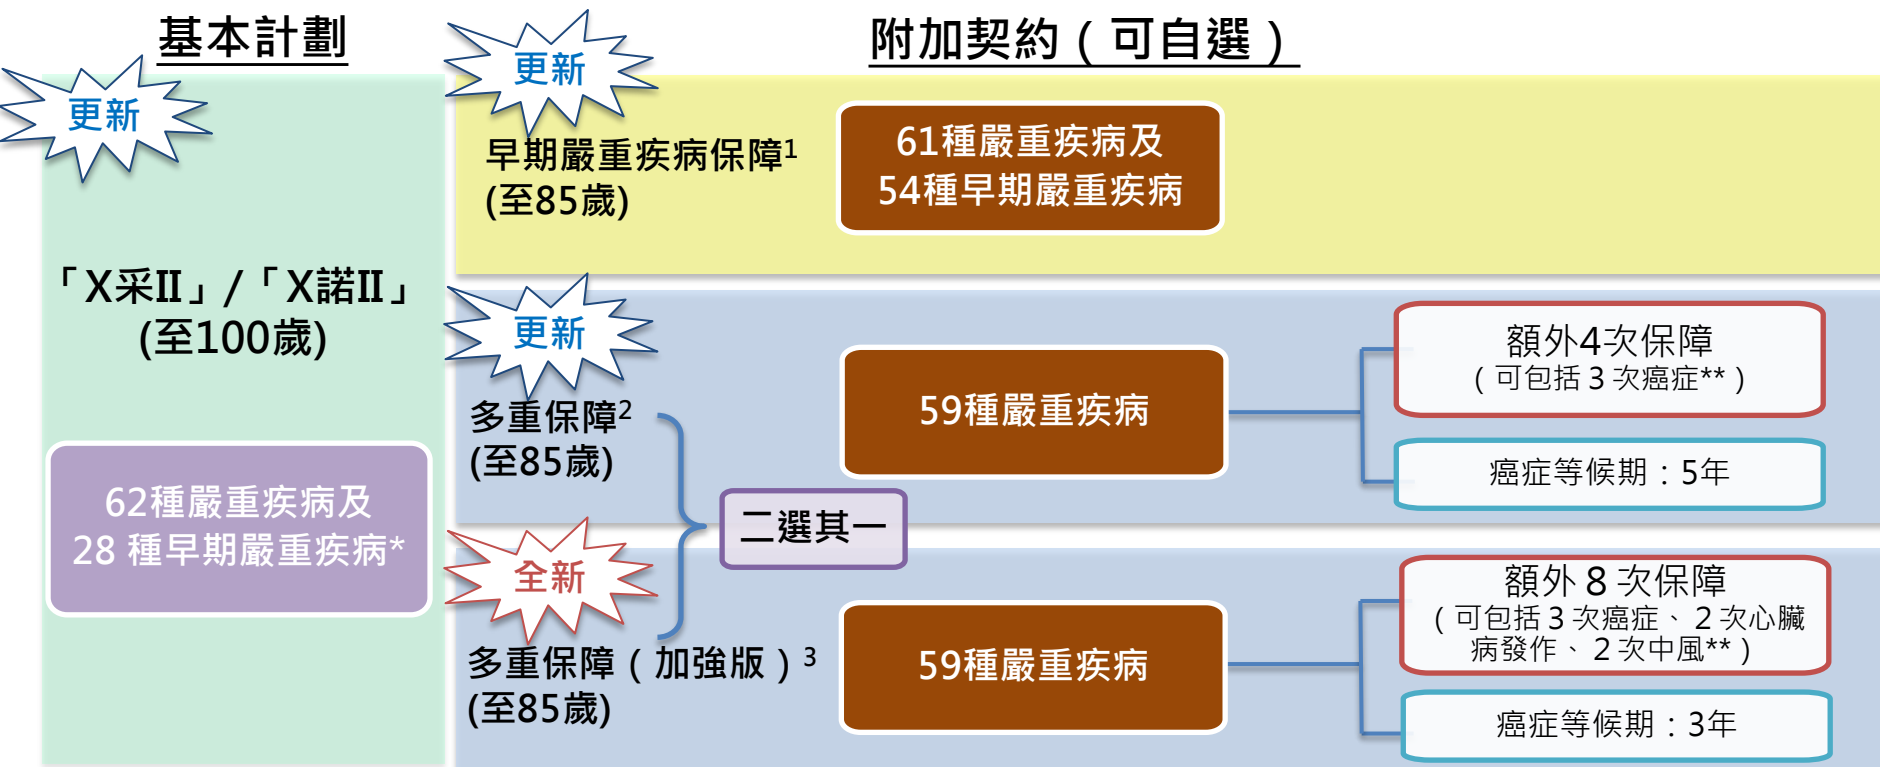 基本計劃
更新
「X采II」/「X諾II」
(至100歲)
62種嚴重疾病及
28 種早期嚴重疾病*
附加契約（可自選）
更新
早期嚴重疾病保障1
(至85歲)
61種嚴重疾病及
54種早期嚴重疾病
更新
多重保障2
(至85歲)
59種嚴重疾病
額外4次保障
（可包括３次癌症**）
癌症等候期：5年
二選其一
全新
多重保障（加強版）3
(至85歲)
59種嚴重疾病
額外８次保障
（可包括３次癌症、２次心臟
病發作、２次中風**）
癌症等候期：3年